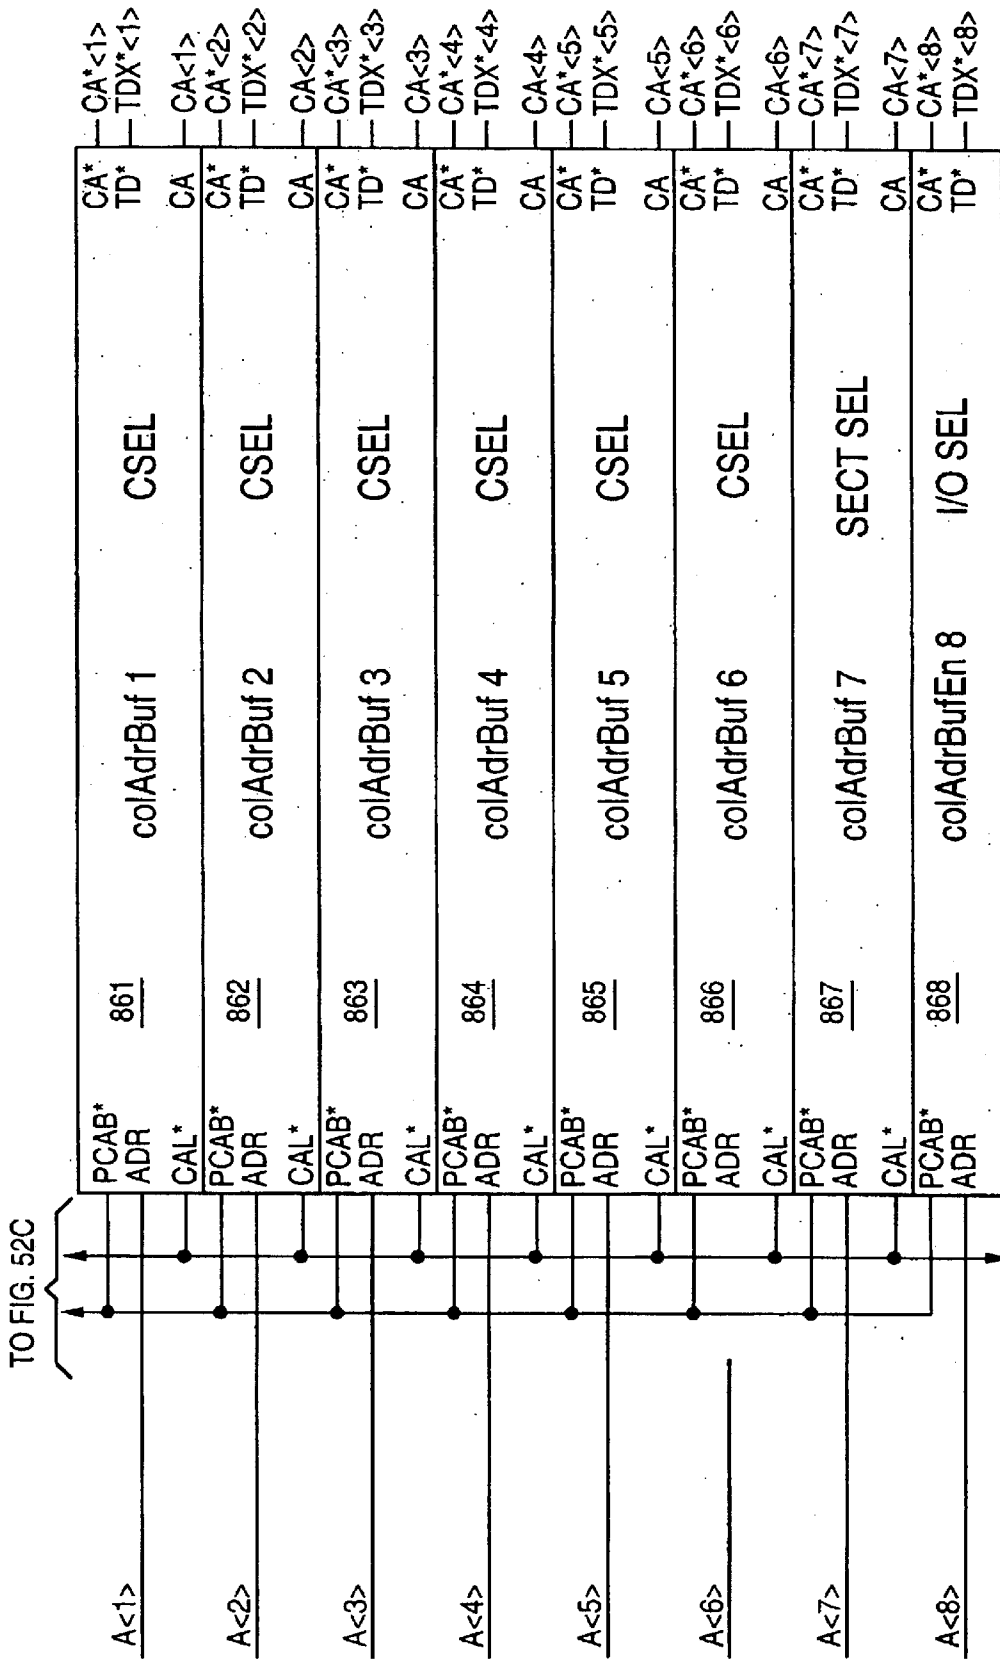 TO FIG. 52C
A<1>
PCAB*
ADR
CAL*
861
colAdrBuf 1
CSEL
CA*
TD*
CA
CA*<1>
TDX*<1>
CA<1>
A<2>
PCAB*
ADR
CAL*
862
colAdrBuf 2
CSEL
CA*
TD*
CA
CA*<2>
TDX*<2>
CA<2>
A<3>
PCAB*
ADR
CAL*
863
colAdrBuf 3
CSEL
CA*
TD*
CA
CA*<3>
TDX*<3>
CA<3>
A<4>
PCAB*
ADR
CAL*
864
colAdrBuf 4
CSEL
CA*
TD*
CA
CA*<4>
TDX*<4>
CA<4>
A<5>
PCAB*
ADR
CAL*
865
colAdrBuf 5
CSEL
CA*
TD*
CA
CA*<5>
TDX*<5>
CA<5>
A<6>
PCAB*
ADR
CAL*
866
colAdrBuf 6
CSEL
CA*
TD*
CA
CA*<6>
TDX*<6>
CA<6>
A<7>
PCAB*
ADR
CAL*
867
colAdrBuf 7
SECT SEL
CA*
TD*
CA
CA*<7>
TDX*<7>
CA<7>
A<8>
PCAB*
ADR
868
colAdrBufEn 8
I/O SEL
CA*
TD*
CA*<8>
TDX*<8>